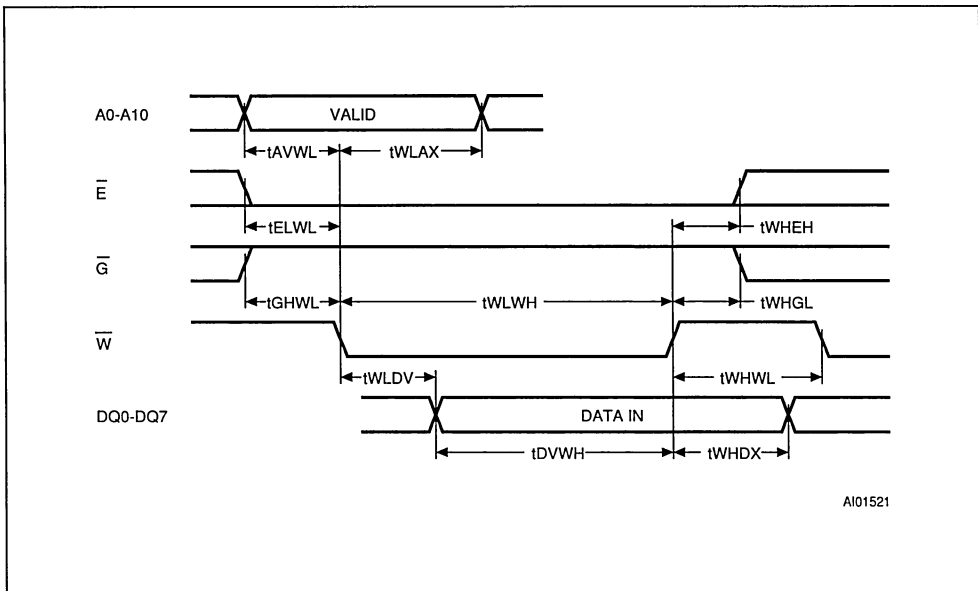 A0-A10
VALID
tAVWL
tWLAX
E
tELWL
tWHEH
G
tGHWL
tWLWH
tWHGL
W
tWLDV
tWHWL
DQ0-DQ7
DATA IN
tDVWH
tWHDX
AI01521